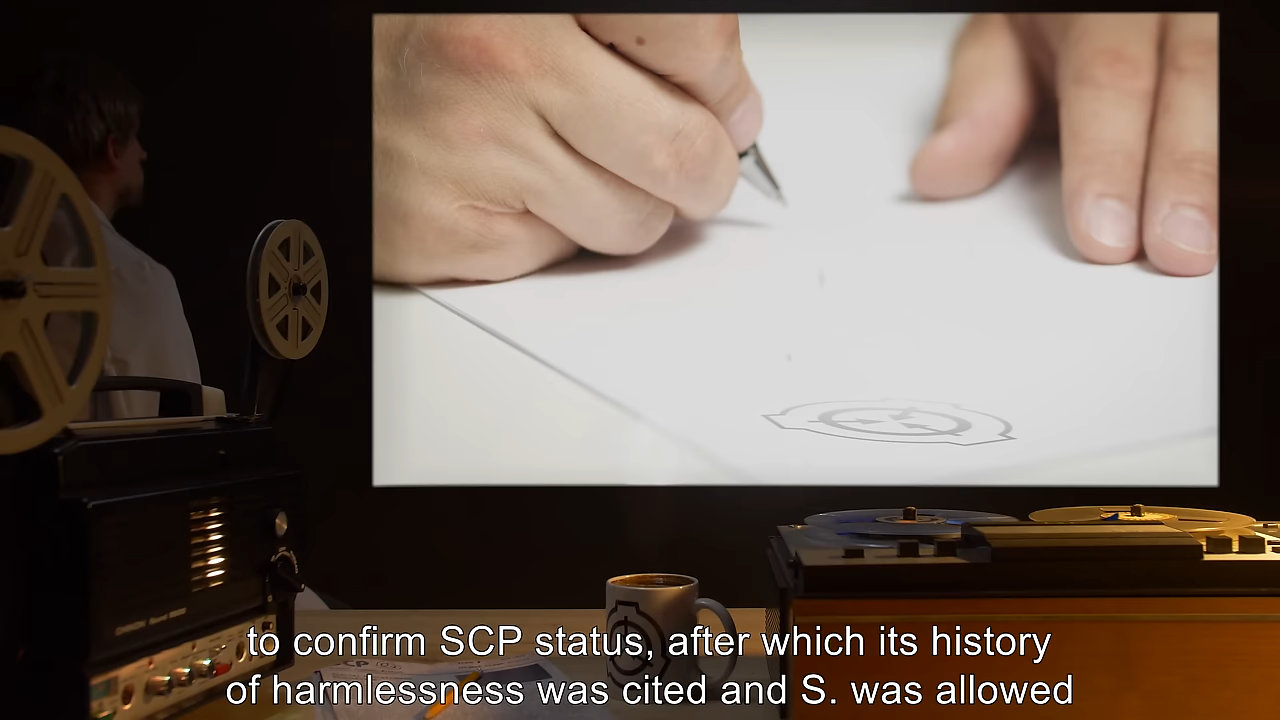 to confirm SCP status, after which its history
of harmlessness was cited and S. was allowed